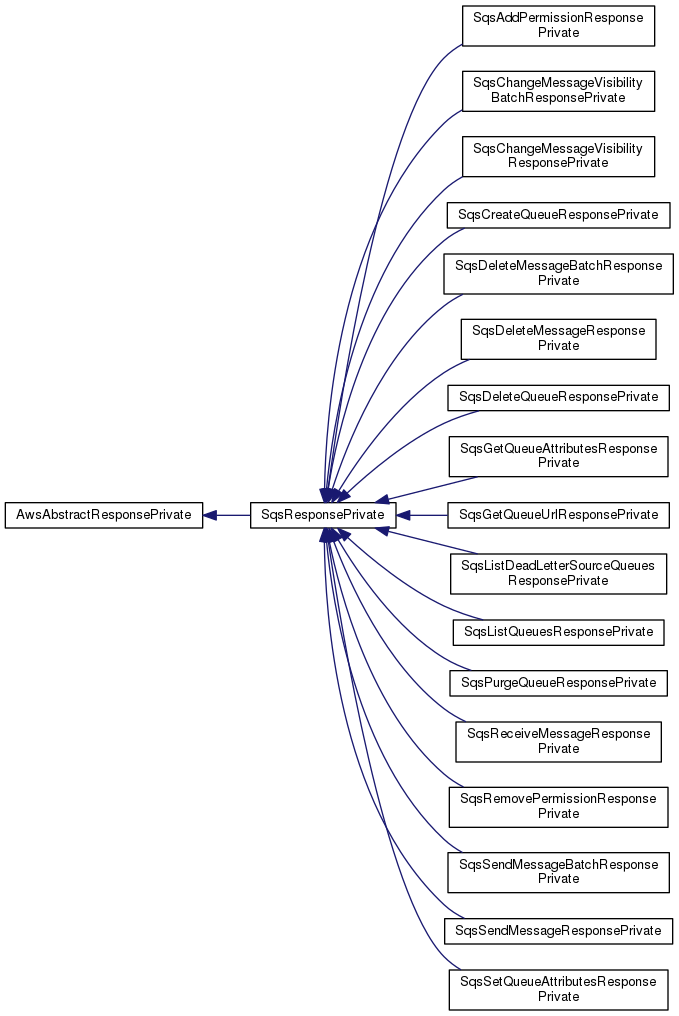 SqsAddPermissionResponse
Private
SqsChangeMessageVisibility
BatchResponsePrivate
SqsChangeMessageVisibility
ResponsePrivate
SqsCreateQueueResponsePrivate
SqsDeleteMessageBatchResponse
Private
SqsDeleteMessageResponse
Private
SqsDeleteQueueResponsePrivate
SqsGetQueueAttributesResponse
Private
AwsAbstractResponsePrivate
SqsResponsePrivate
SqsGetQueueUrlResponsePrivate
SqsListDeadLetterSourceQueues
ResponsePrivate
SqsListQueuesResponsePrivate
SqsPurgeQueueResponsePrivate
SqsReceiveMessageResponse
Private
SqsRemovePermissionResponse
Private
SqsSendMessageBatchResponse
Private
SqsSendMessageResponsePrivate
SqsSetQueueAttributesResponse
Private